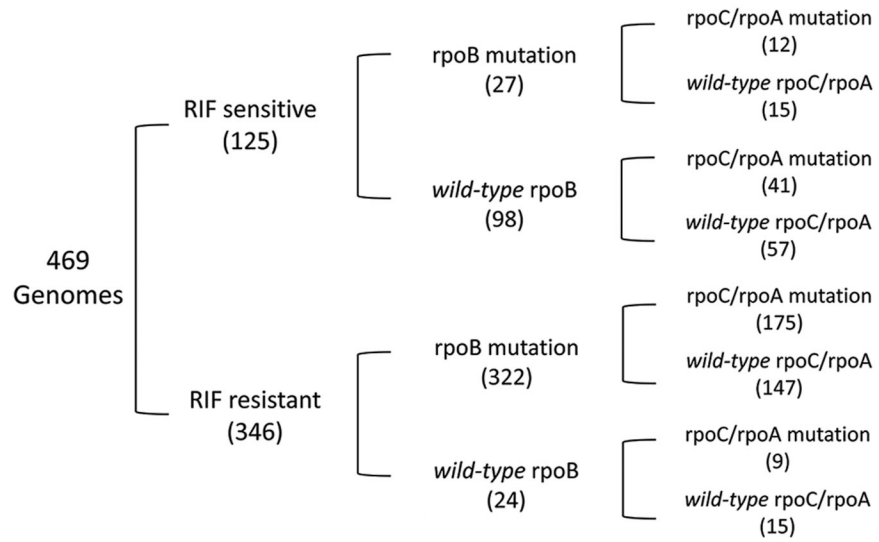 469
Genomes
RIF sensitive
(125)
rpoB mutation
(27)
rpoC/rpoA mutation
(12)
wild-type rpoC/rpoA
(15)
wild-type rpoB
(98)
rpoC/rpoA mutation
(41)
wild-type rpoC/rpoA
(57)
RIF resistant
(346)
rpoB mutation
(322)
rpoC/rpoA mutation
(175)
wild-type rpoC/rpoA
(147)
wild-type rpoB
(24)
rpoC/rpoA mutation
(9)
wild-type rpoC/rpoA
(15)